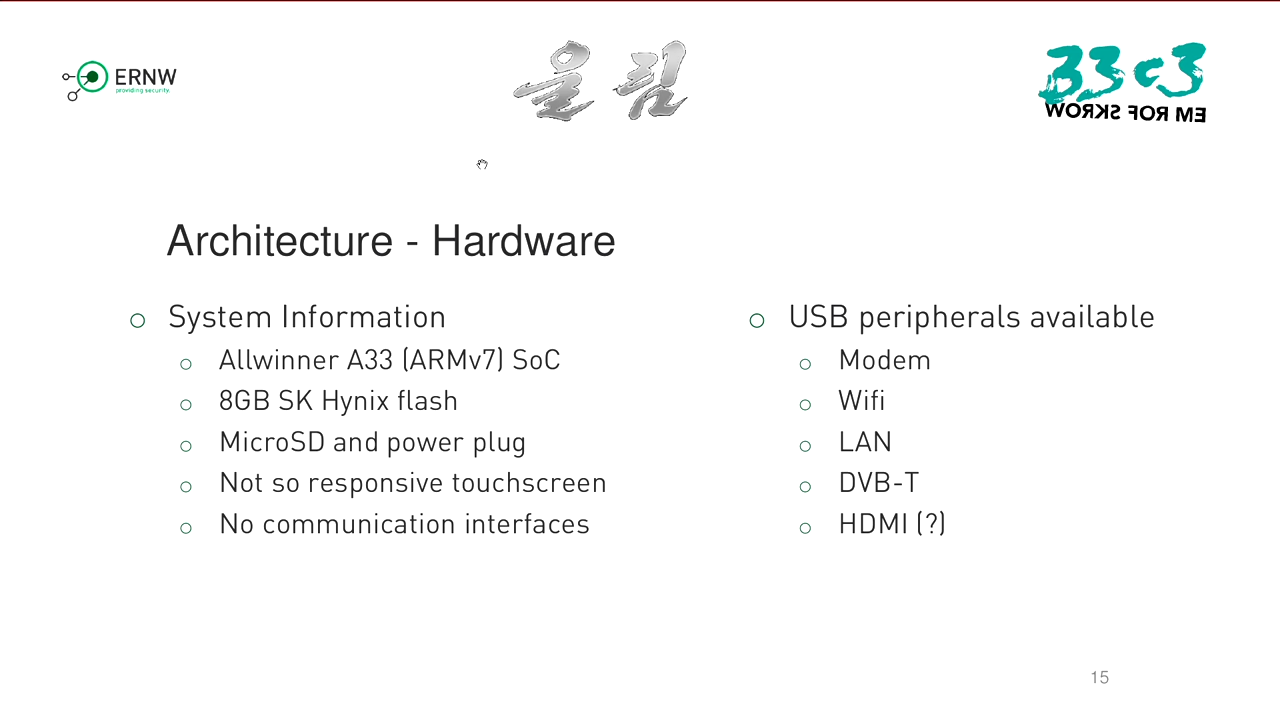 ERNW
providing security.
울림
33c3
WORKS FOR ME
Architecture - Hardware
System Information
Allwinner A33 (ARMv7) SoC
8GB SK Hynix flash
MicroSD and power plug
Not so responsive touchscreen
No communication interfaces
USB peripherals available
Modem
Wifi
LAN
DVB-T
HDMI (?)
15